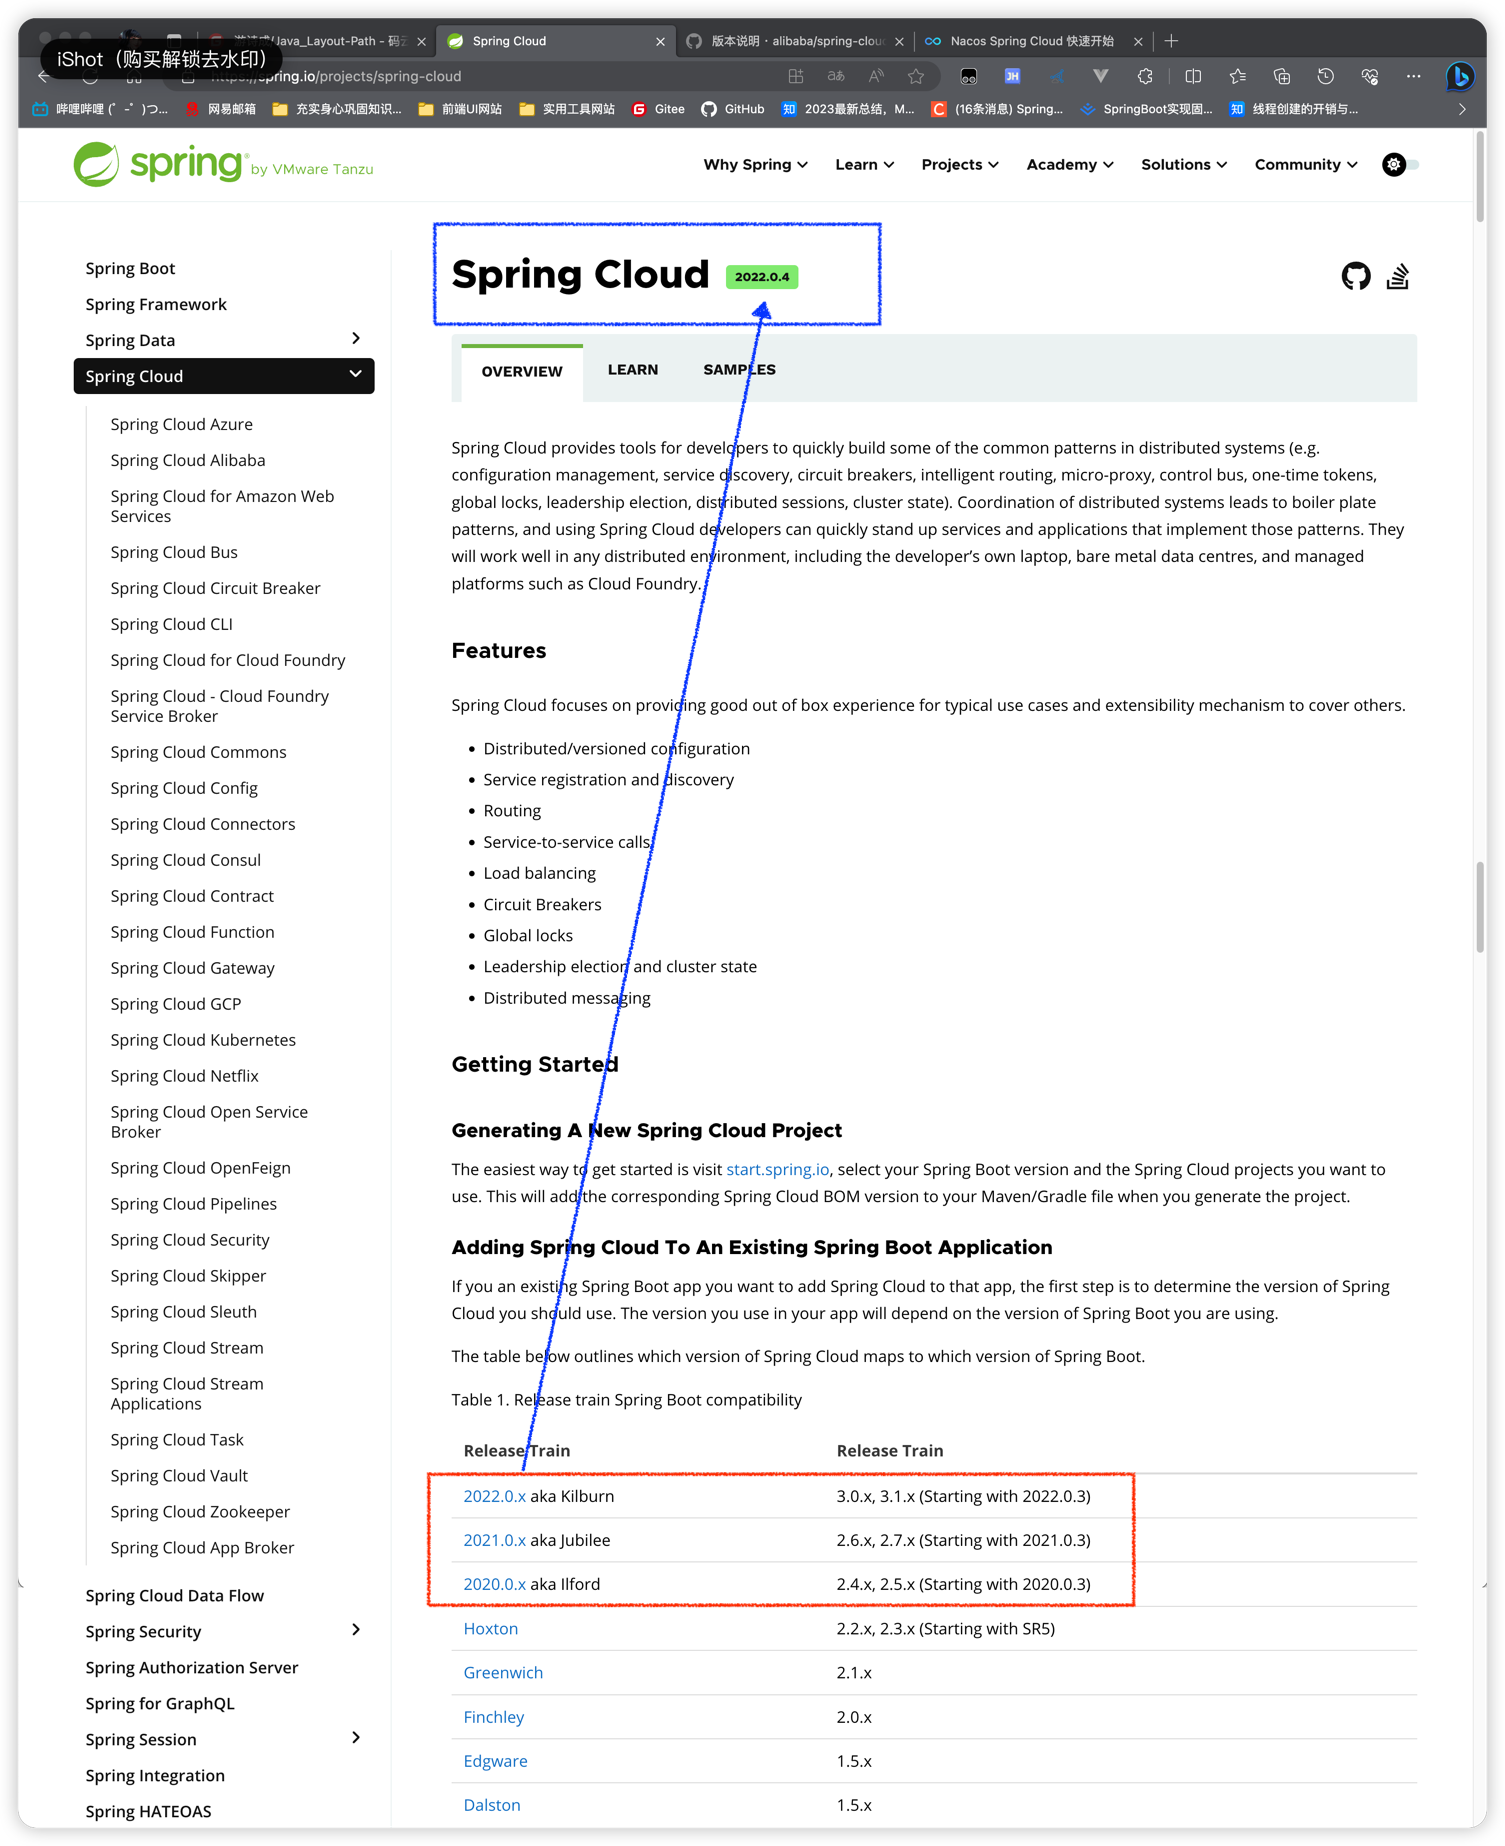 iShot（购买解锁去水印）
Java_Layout-Path - 码云
Spring Cloud
版本说明 · alibaba/spring-cloud
Nacos Spring Cloud 快速开始
https://spring.io/projects/spring-cloud
哔哩哔哩 (゜-゜)つ...
网易邮箱
充实身心巩固知识...
前端UI网站
实用工具网站
Gitee
GitHub
2023最新总结，M...
(16条消息) Spring...
SpringBoot实现固...
线程创建的开销与...
spring by VMware Tanzu
Why Spring
Learn
Projects
Academy
Solutions
Community
Spring Boot
Spring Framework
Spring Data
Spring Cloud
Spring Cloud Azure
Spring Cloud Alibaba
Spring Cloud for Amazon Web
Services
Spring Cloud Bus
Spring Cloud Circuit Breaker
Spring Cloud CLI
Spring Cloud for Cloud Foundry
Spring Cloud - Cloud Foundry
Service Broker
Spring Cloud Commons
Spring Cloud Config
Spring Cloud Connectors
Spring Cloud Consul
Spring Cloud Contract
Spring Cloud Function
Spring Cloud Gateway
Spring Cloud GCP
Spring Cloud Kubernetes
Spring Cloud Netflix
Spring Cloud Open Service
Broker
Spring Cloud OpenFeign
Spring Cloud Pipelines
Spring Cloud Security
Spring Cloud Skipper
Spring Cloud Sleuth
Spring Cloud Stream
Spring Cloud Stream
Applications
Spring Cloud Task
Spring Cloud Vault
Spring Cloud Zookeeper
Spring Cloud App Broker
Spring Cloud Data Flow
Spring Security
Spring Authorization Server
Spring for GraphQL
Spring Session
Spring Integration
Spring HATEOAS
Spring Cloud 2022.0.4
OVERVIEW
LEARN
SAMPLES
Spring Cloud provides tools for developers to quickly build some of the common patterns in distributed systems (e.g.
configuration management, service discovery, circuit breakers, intelligent routing, micro-proxy, control bus, one-time tokens,
global locks, leadership election, distributed sessions, cluster state). Coordination of distributed systems leads to boiler plate
patterns, and using Spring Cloud developers can quickly stand up services and applications that implement those patterns. They
will work well in any distributed environment, including the developer’s own laptop, bare metal data centres, and managed
platforms such as Cloud Foundry.
Features
Spring Cloud focuses on providing good out of box experience for typical use cases and extensibility mechanism to cover others.
• Distributed/versioned configuration
• Service registration and discovery
• Routing
• Service-to-service calls
• Load balancing
• Circuit Breakers
• Global locks
• Leadership election and cluster state
• Distributed messaging
Getting Started
Generating A New Spring Cloud Project
The easiest way to get started is visit start.spring.io, select your Spring Boot version and the Spring Cloud projects you want to
use. This will add the corresponding Spring Cloud BOM version to your Maven/Gradle file when you generate the project.
Adding Spring Cloud To An Existing Spring Boot Application
If you an existing Spring Boot app you want to add Spring Cloud to that app, the first step is to determine the version of Spring
Cloud you should use. The version you use in your app will depend on the version of Spring Boot you are using.
The table below outlines which version of Spring Cloud maps to which version of Spring Boot.
Table 1. Release train Spring Boot compatibility
Release Train Release Train
2022.0.x aka Kilburn 3.0.x, 3.1.x (Starting with 2022.0.3)
2021.0.x aka Jubilee 2.6.x, 2.7.x (Starting with 2021.0.3)
2020.0.x aka Ilford 2.4.x, 2.5.x (Starting with 2020.0.3)
Hoxton 2.2.x, 2.3.x (Starting with SR5)
Greenwich 2.1.x
Finchley 2.0.x
Edgware 1.5.x
Dalston 1.5.x